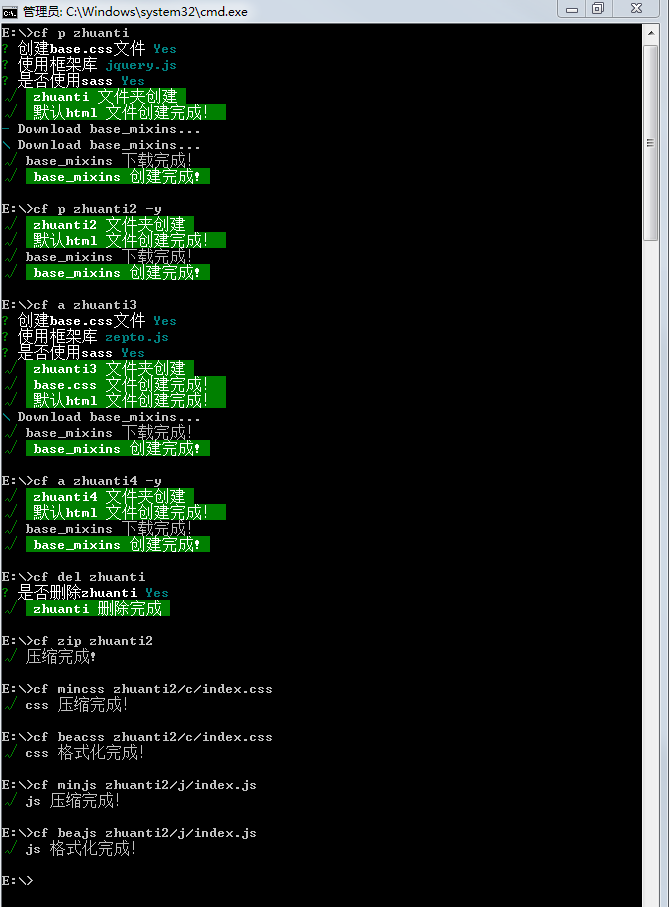 管理员: C:\Windows\system32\cmd.exe
E:\>cf p zhuanti
? 创建base.css文件 Yes
? 使用框架库 jquery.js
? 是否使用sass Yes
√ zhuanti 文件夹创建
√ 默认html 文件创建完成！
- Download base_mixins...
\ Download base_mixins...
√ base_mixins 下载完成！
√ base_mixins 创建完成!
E:\>cf p zhuanti2 -y
√ zhuanti2 文件夹创建
√ 默认html 文件创建完成！
√ base_mixins 下载完成！
√ base_mixins 创建完成!
E:\>cf a zhuanti3
? 创建base.css文件 Yes
? 使用框架库 zepto.js
? 是否使用sass Yes
√ zhuanti3 文件夹创建
√ base.css 文件创建完成！
√ 默认html 文件创建完成！
\ Download base_mixins...
√ base_mixins 下载完成！
√ base_mixins 创建完成!
E:\>cf a zhuanti4 -y
√ zhuanti4 文件夹创建
√ 默认html 文件创建完成！
√ base_mixins 下载完成！
√ base_mixins 创建完成!
E:\>cf del zhuanti
? 是否删除zhuanti Yes
√ zhuanti 删除完成
E:\>cf zip zhuanti2
√ 压缩完成!
E:\>cf mincss zhuanti2/c/index.css
√ css 压缩完成！
E:\>cf beacss zhuanti2/c/index.css
√ css 格式化完成！
E:\>cf minjs zhuanti2/j/index.js
√ js 压缩完成！
E:\>cf beajs zhuanti2/j/index.js
√ js 格式化完成！
E:\>